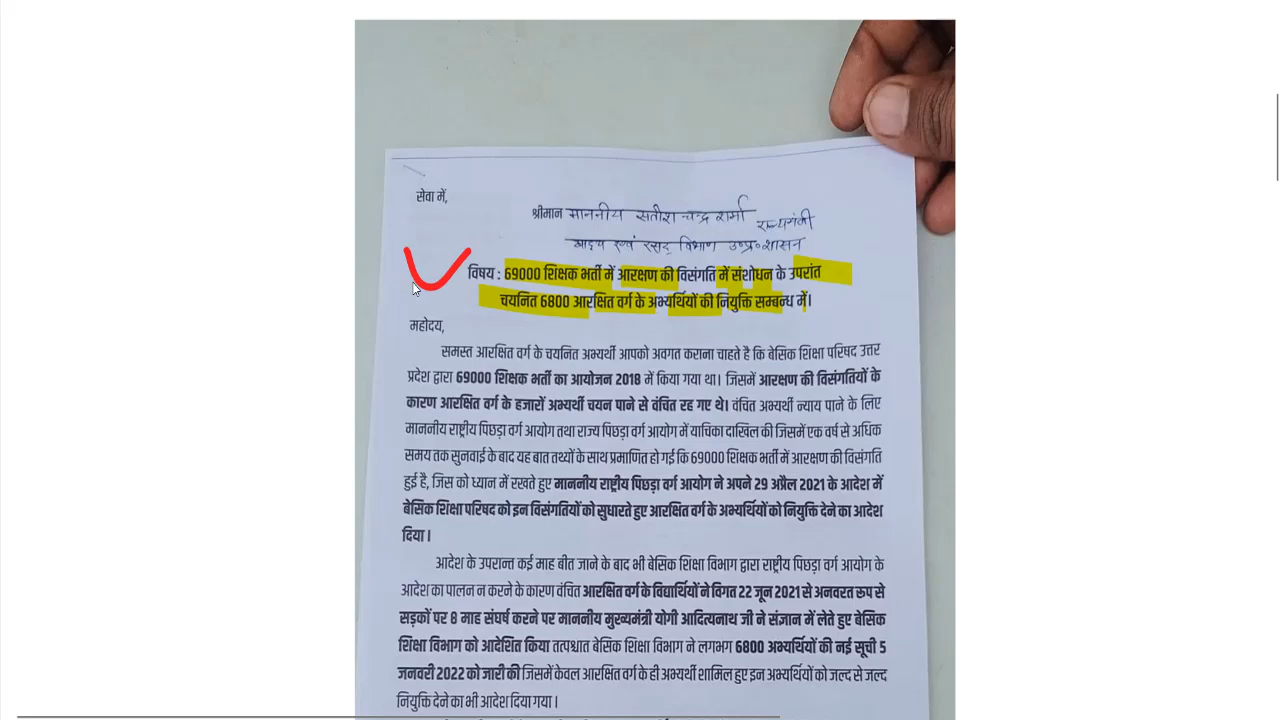 सेवा में,
श्रीमान माननीय सतीश चन्द्र शर्मा राज्यमंत्री
खाद्य एवं रसद विभाग उ०प्र० शासन
विषय : 69000 शिक्षक भर्ती में आरक्षण की विसंगति में संशोधन के उपरांत
चयनित 6800 आरक्षित वर्ग के अभ्यर्थियों की नियुक्ति सम्बन्ध में।
महोदय,
समस्त आरक्षित वर्ग के चयनित अभ्यर्थी आपको अवगत कराना चाहते है कि बेसिक शिक्षा परिषद उत्तर
प्रदेश द्वारा 69000 शिक्षक भर्ती का आयोजन 2018 में किया गया था। जिसमें आरक्षण की विसंगतियों के
कारण आरक्षित वर्ग के हजारों अभ्यर्थी चयन पाने से वंचित रह गए थे। वंचित अभ्यर्थी न्याय पाने के लिए
माननीय राष्ट्रीय पिछड़ा वर्ग आयोग तथा राज्य पिछड़ा वर्ग आयोग में याचिका दाखिल की जिसमें एक वर्ष से अधिक
समय तक सुनवाई के बाद यह बात तथ्यों के साथ प्रमाणित हो गई कि 69000 शिक्षक भर्ती में आरक्षण की विसंगति
हुई है, जिस को ध्यान में रखते हुए माननीय राष्ट्रीय पिछड़ा वर्ग आयोग ने अपने 29 अप्रैल 2021 के आदेश में
बेसिक शिक्षा परिषद को इन विसंगतियों को सुधारते हुए आरक्षित वर्ग के अभ्यर्थियों को नियुक्ति देने का आदेश
दिया ।
आदेश के उपरान्त कई माह बीत जाने के बाद भी बेसिक शिक्षा विभाग द्वारा राष्ट्रीय पिछड़ा वर्ग आयोग के
आदेश का पालन न करने के कारण वंचित आरक्षित वर्ग के विद्यार्थियों ने विगत 22 जून 2021 से अनवरत रूप से
सड़कों पर 8 माह संघर्ष करने पर माननीय मुख्यमंत्री योगी आदित्यनाथ जी ने संज्ञान में लेते हुए बेसिक
शिक्षा विभाग को आदेशित किया तत्पश्चात बेसिक शिक्षा विभाग ने लगभग 6800 अभ्यर्थियों की नई सूची 5
जनवरी 2022 को जारी की जिसमें केवल आरक्षित वर्ग के ही अभ्यर्थी शामिल हुए इन अभ्यर्थियों को जल्द से जल्द
नियुक्ति देने का भी आदेश दिया गया ।